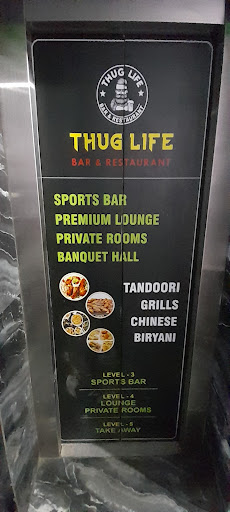 THUG LIFE
BAR & RESTAURANT
THUG LIFE
BAR & RESTAURANT
SPORTS BAR
PREMIUM LOUNGE
PRIVATE ROOMS
BANQUET HALL
TANDOORI
GRILLS
CHINESE
BIRYANI
LEVEL - 3
SPORTS BAR
LEVEL - 4
LOUNGE
PRIVATE ROOMS
LEVEL -
TAKE AWAY